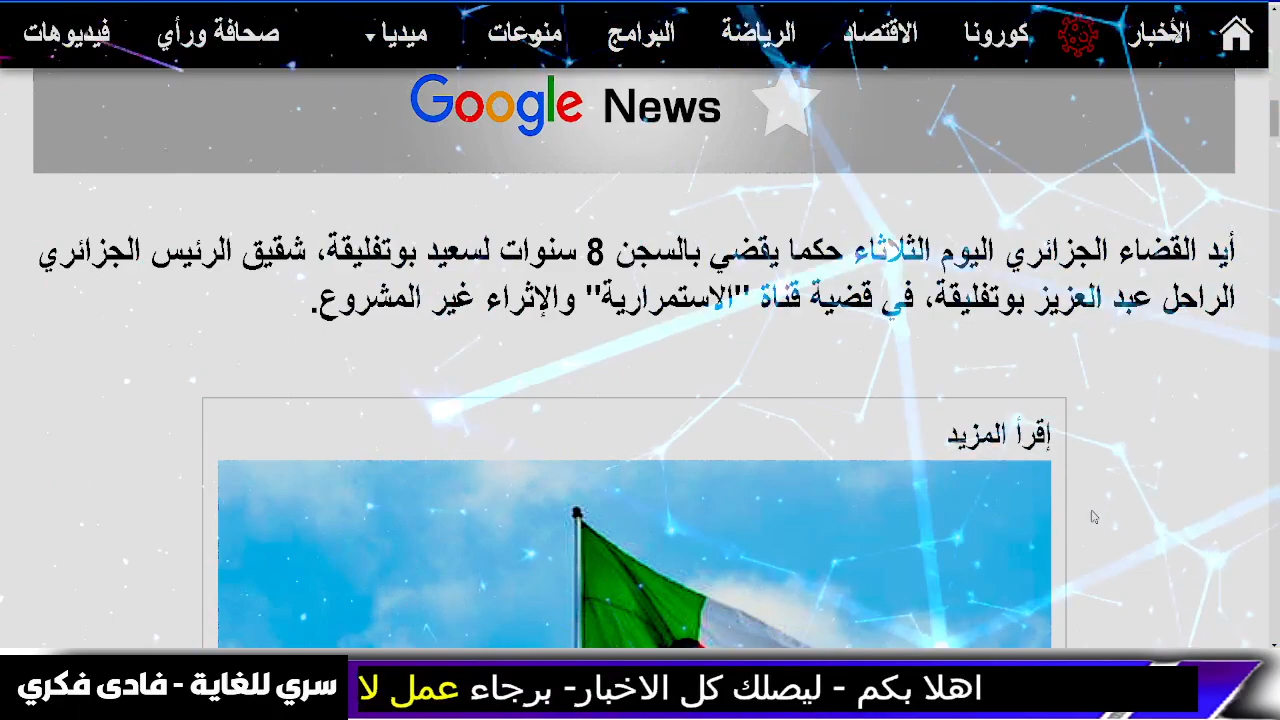 الأخبار كورونا الاقتصاد الرياضة البرامج منوعات ميديا صحافة ورأي فيديوهات
Google News
أيد القضاء الجزائري اليوم الثلاثاء حكما يقضي بالسجن 8 سنوات لسعيد بوتفليقة، شقيق الرئيس الجزائري
الراحل عبد العزيز بوتفليقة، في قضية قناة "الاستمرارية" والإثراء غير المشروع.
إقرأ المزيد
اهلا بكم - ليصلك كل الاخبار- برجاء عمل لا
سري للغاية - فادى فكري